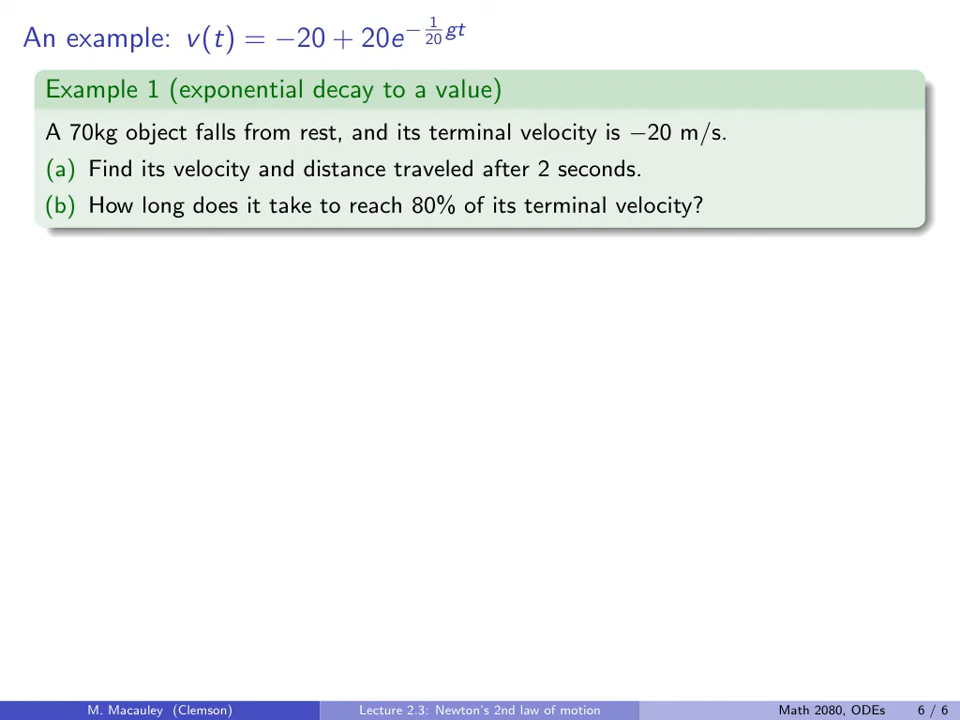 An example: v(t) = −20 + 20e^{−\frac{1}{20}gt}
Example 1 (exponential decay to a value)
A 70kg object falls from rest, and its terminal velocity is −20 m/s.
(a) Find its velocity and distance traveled after 2 seconds.
(b) How long does it take to reach 80% of its terminal velocity?
M. Macauley (Clemson) Lecture 2.3: Newton's 2nd law of motion Math 2080, ODEs 6 / 6